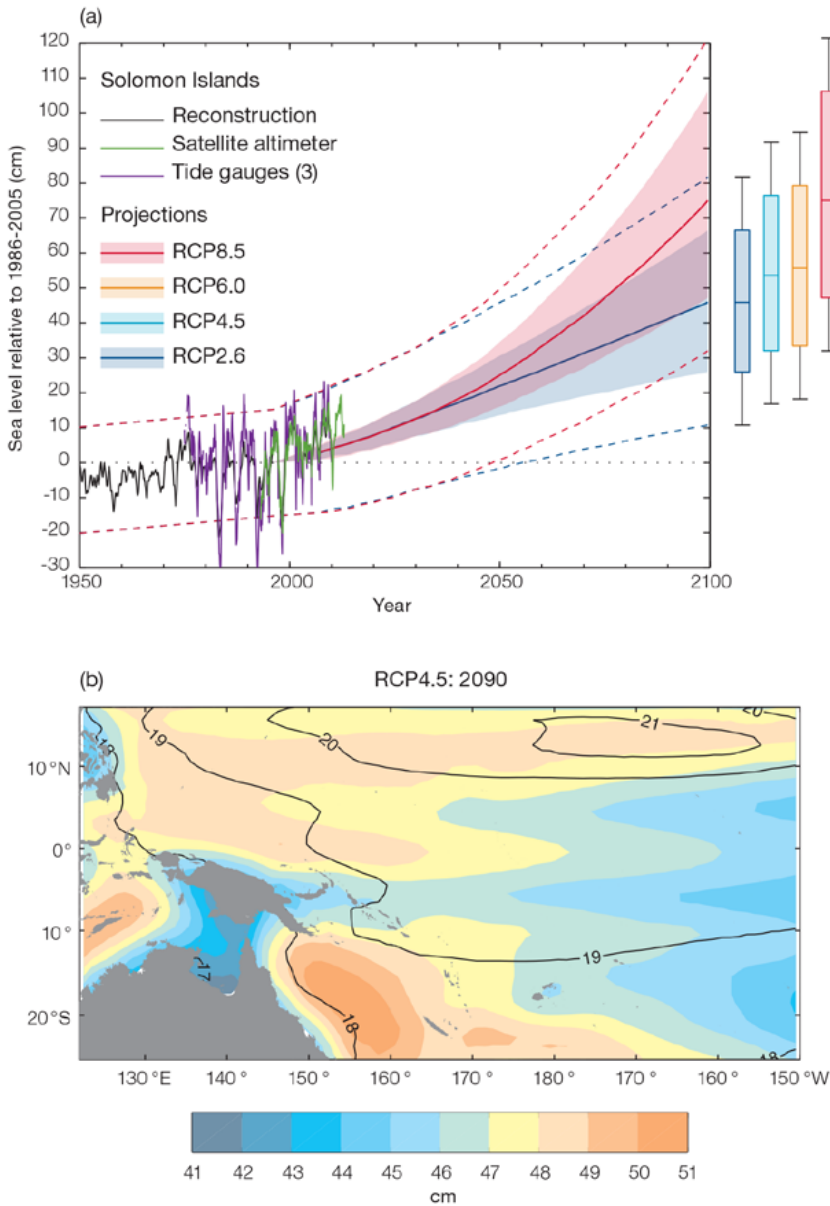 (a)
120
110
100
90
80
70
60
50
40
30
20
10
0
-10
-20
-30
Sea level relative to 1986-2005 (cm)
Solomon Islands
Reconstruction
Satellite altimeter
Tide gauges (3)
Projections
RCP8.5
RCP6.0
RCP4.5
RCP2.6
1950 2000 2050 2100
Year
(b) RCP4.5: 2090
20
21
20
19
10°N
0°
19
10°
17
18
18
20°S
130°E 140° 150° 160° 170° 180° 170° 160° 150°W
41 42 43 44 45 46 47 48 49 50 51
cm